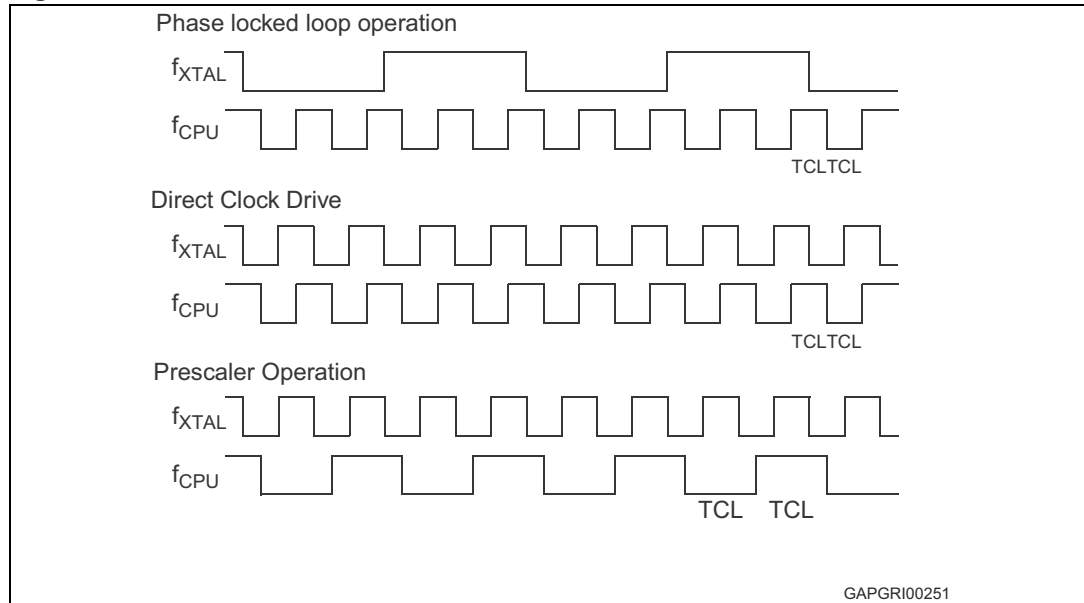 Phase locked loop operation
fXTAL
fCPU
TCLTCL
Direct Clock Drive
fXTAL
fCPU
TCLTCL
Prescaler Operation
fXTAL
fCPU
TCL TCL
GAPGRI00251